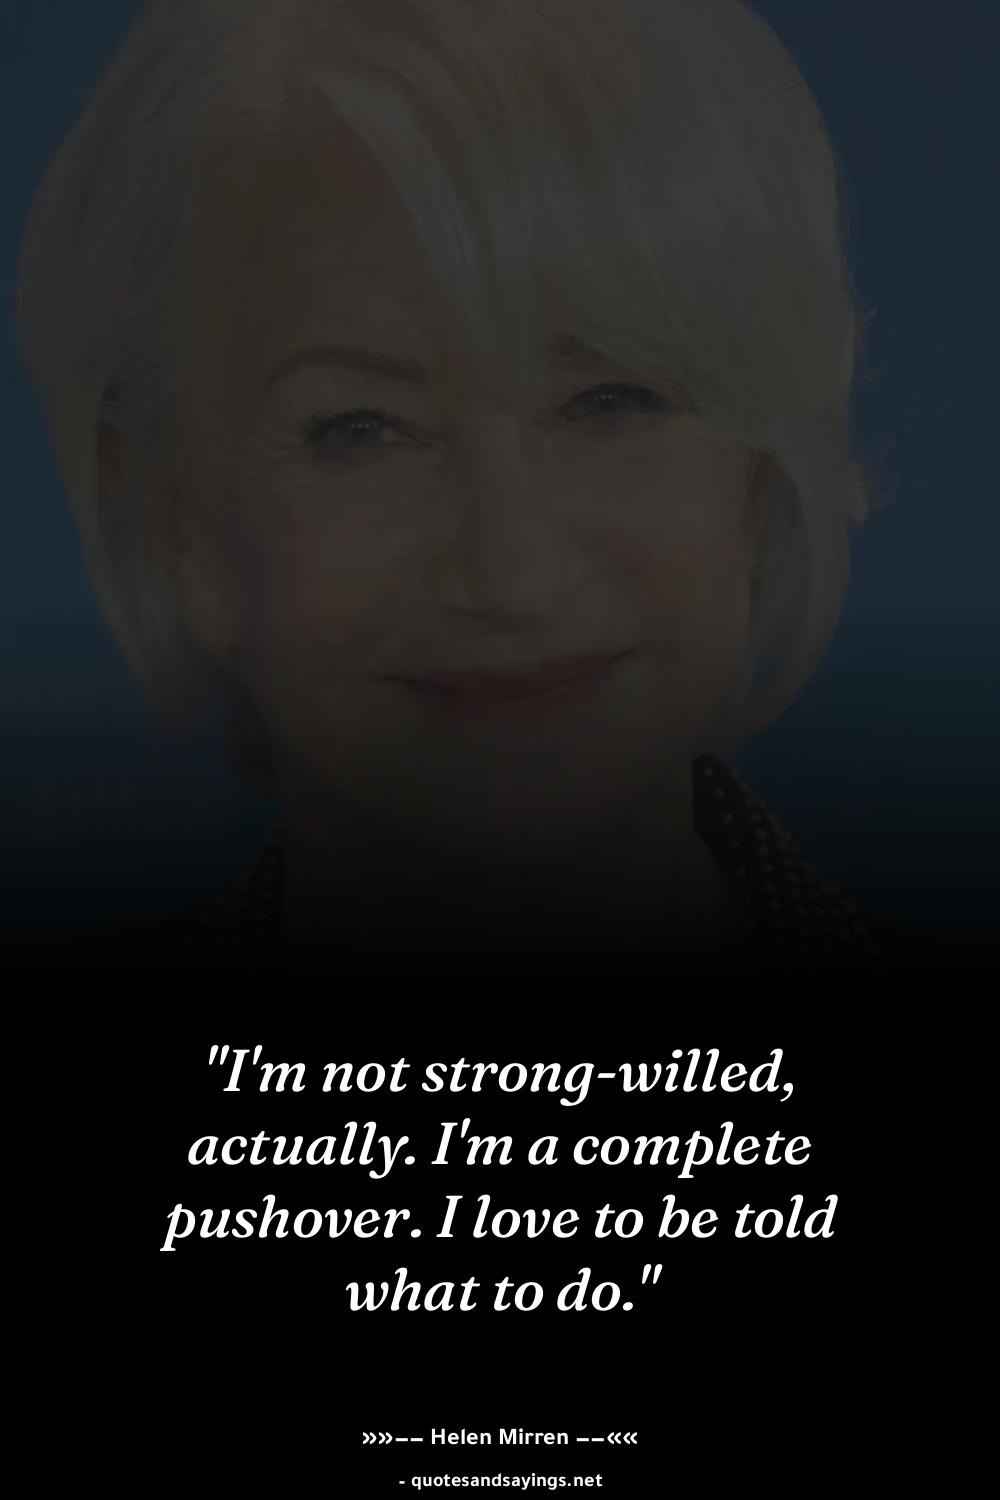 "I'm not strong-willed,
actually. I'm a complete
pushover. I love to be told
what to do."
»»–– Helen Mirren ––««
- quotesandsayings.net